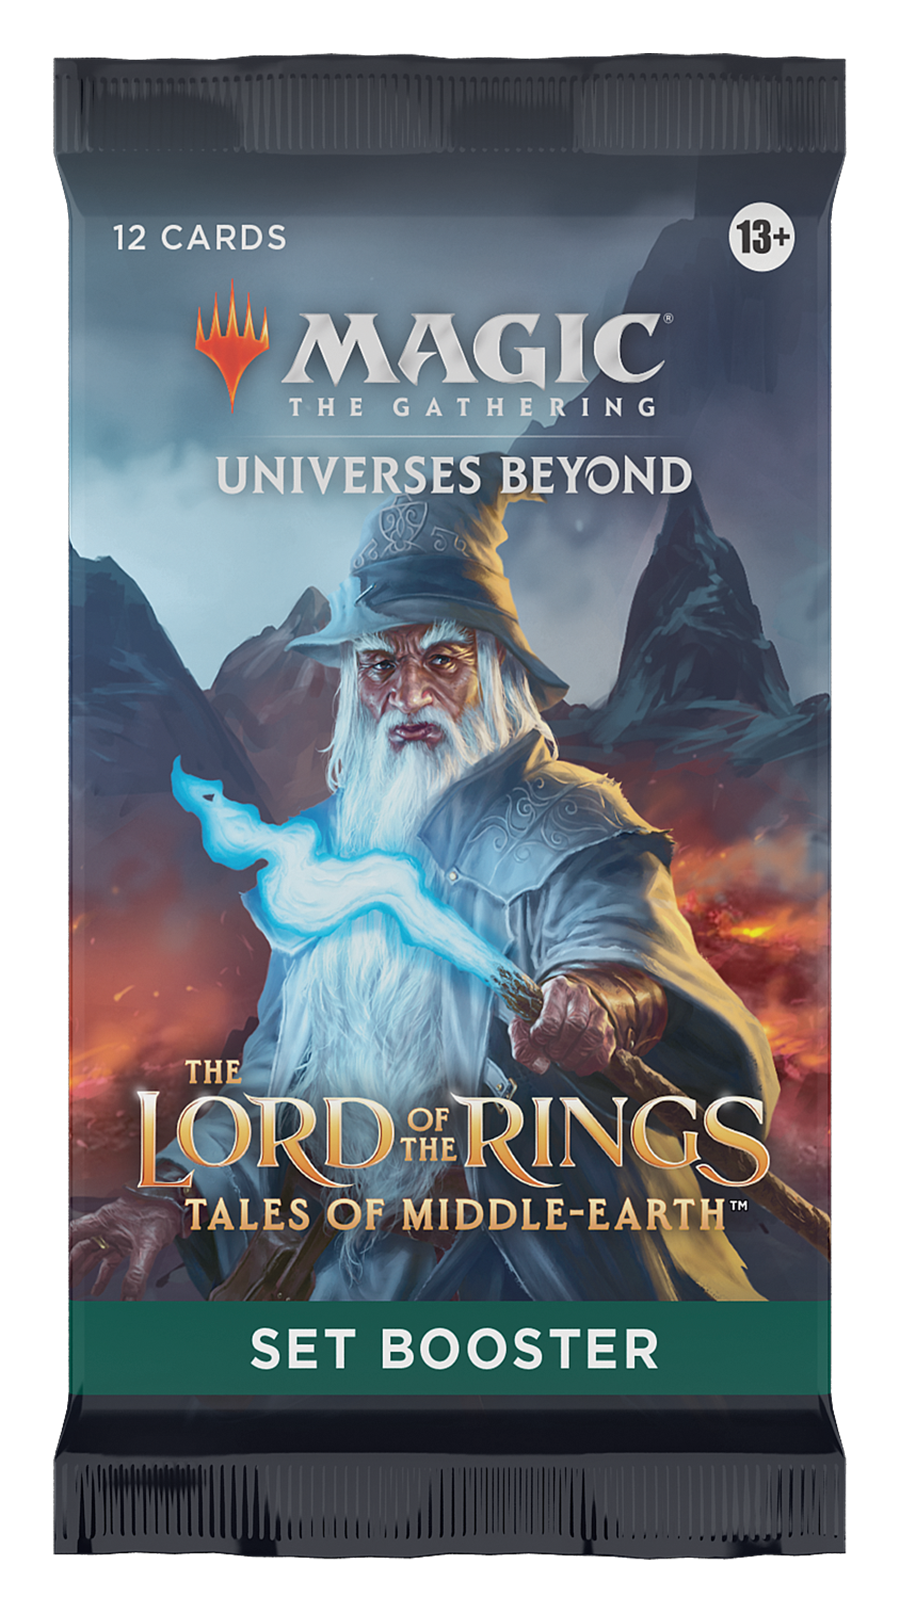 12 CARDS
13+
MAGIC®
THE GATHERING
UNIVERSES BEYOND
THE
LORD OF THE RINGS
TALES OF MIDDLE-EARTH™
SET BOOSTER